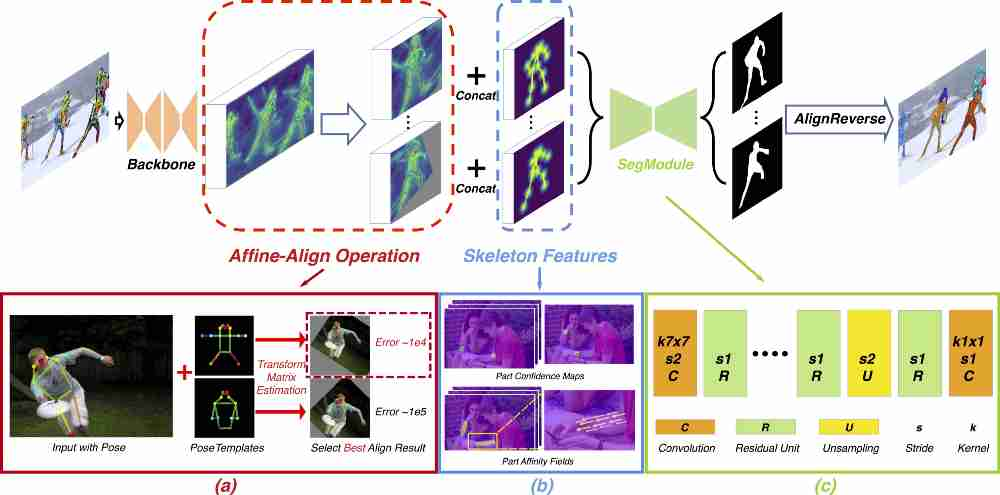 Backbone
+
Concat
+
Concat
SegModule
AlignReverse
Affine-Align Operation
Skeleton Features
Input with Pose
+
PoseTemplates
Transform
Matrix
Estimation
Error ~1e4
Error ~1e5
Select Best Align Result
(a)
Part Confidence Maps
Part Affinity Fields
(b)
k7x7
s2
C
s1
R
s1
R
s2
U
s1
R
k1x1
s1
C
C
Convolution
R
Residual Unit
U
Unsampling
s
Stride
k
Kernel
(c)